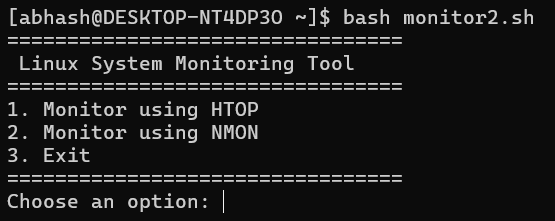 [abhash@DESKTOP-NT4DP3O ~]$ bash monitor2.sh
=================================
 Linux System Monitoring Tool
=================================
1. Monitor using HTOP
2. Monitor using NMON
3. Exit
=================================
Choose an option: